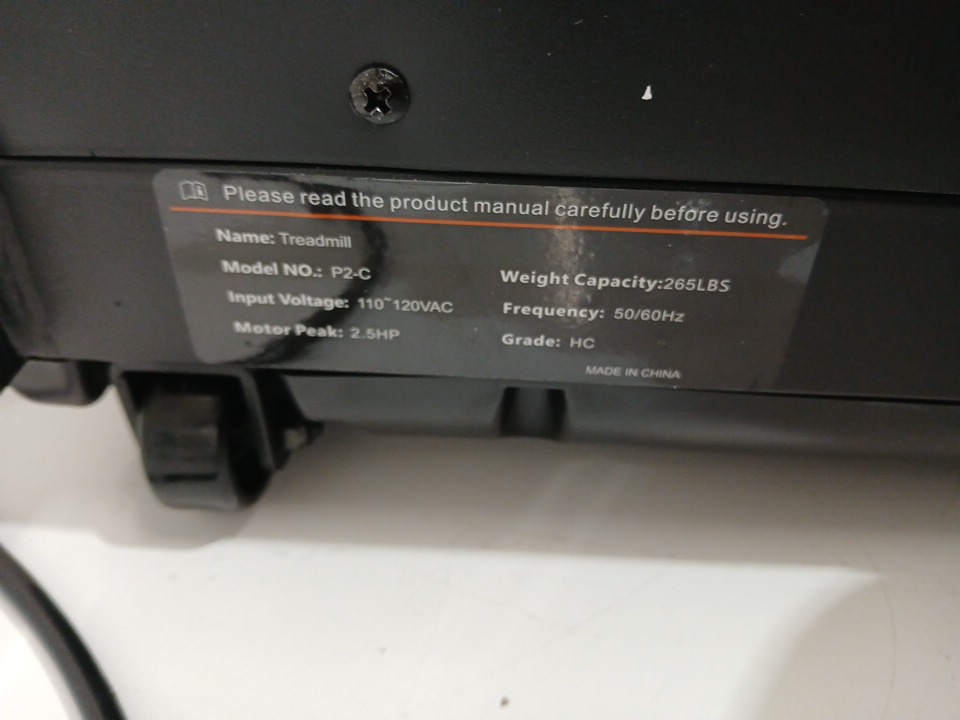 Please read the product manual carefully before using.
Name: Treadmill
Model NO.: P2-C
Input Voltage: 110~120VAC
Motor Peak: 2.5HP
Weight Capacity:265LBS
Frequency: 50/60Hz
Grade: HC
MADE IN CHINA